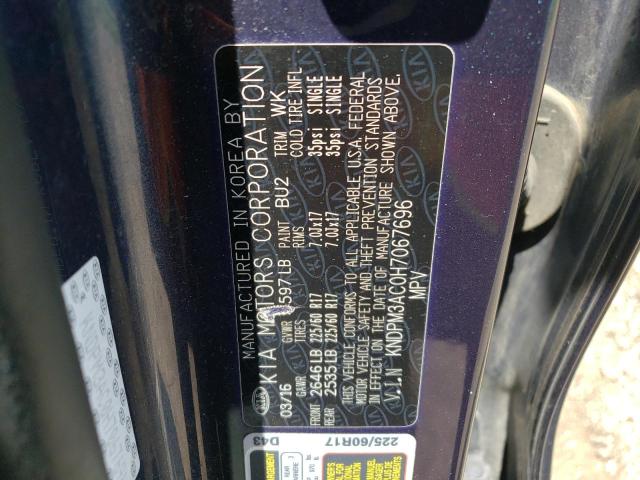 MANUFACTURED IN KOREA BY
KIA MOTORS CORPORATION
03/16 GVWR 4597LB PAINT BU2 TRIM WK
GAWR TIRES RIMS COLD TIRE INFL
FRONT 2646LB 225/60 R17 7.0Jx17 35psi SINGLE
REAR 2535LB 225/60 R17 7.0Jx17 35psi SINGLE
THIS VEHICLE CONFORMS TO ALL APPLICABLE U.S.A. FEDERAL
MOTOR VEHICLE SAFETY AND THEFT PREVENTION STANDARDS
IN EFFECT ON THE DATE OF MANUFACTURE SHOWN ABOVE.
V.I.N KNDPM3AC0H7067696
MPV
D43
225/60R17
REAR 3